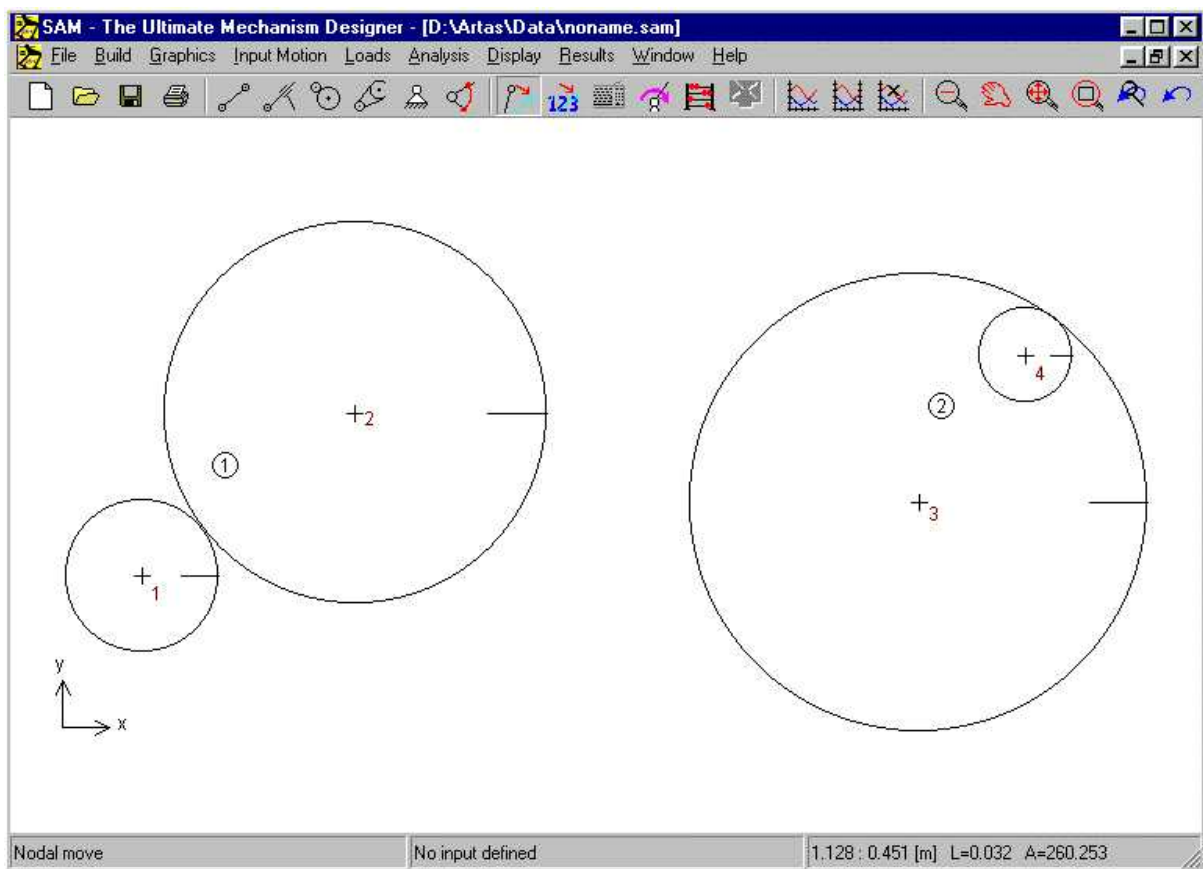 SAM - The Ultimate Mechanism Designer - [D:\Artas\Data\noname.sam]
File Build Graphics Input Motion Loads Analysis Display Results Window Help
123
4
2
2
1
3
1
y
x
Nodal move No input defined 1.128 : 0.451 [m] L=0.032 A=260.253